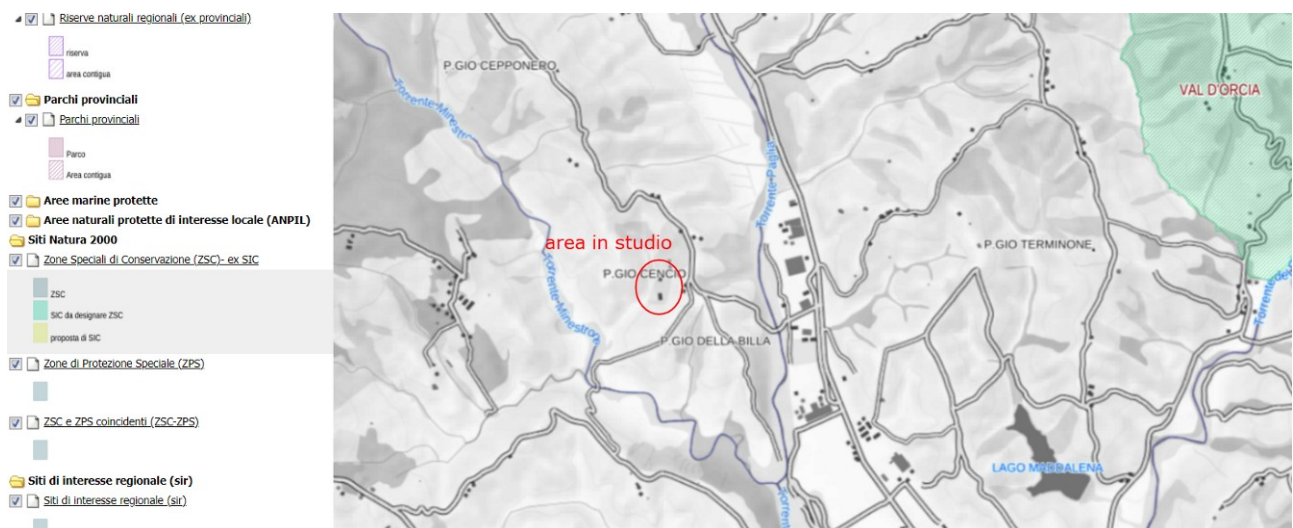 Riserve naturali regionali (ex provinciali)
riserva
area contigua
Parchi provinciali
Parchi provinciali
Parco
Area contigua
Aree marine protette
Aree naturali protette di interesse locale (ANPIL)
Siti Natura 2000
Zone Speciali di Conservazione (ZSC)- ex SIC
ZSC
SIC da designare ZSC
proposta di SIC
Zone di Protezione Speciale (ZPS)
ZSC e ZPS coincidenti (ZSC-ZPS)
Siti di interesse regionale (sir)
Siti di interesse regionale (sir)
P.GIO CEPPONERO
Torrente Minestrone
VAL D'ORCIA
Torrente Paglia
area in studio
P.GIO CENCIO
P.GIO TERMINONE
Torrente Minestrone
P.GIO DELLA BILLA
LAGO MADDALENA